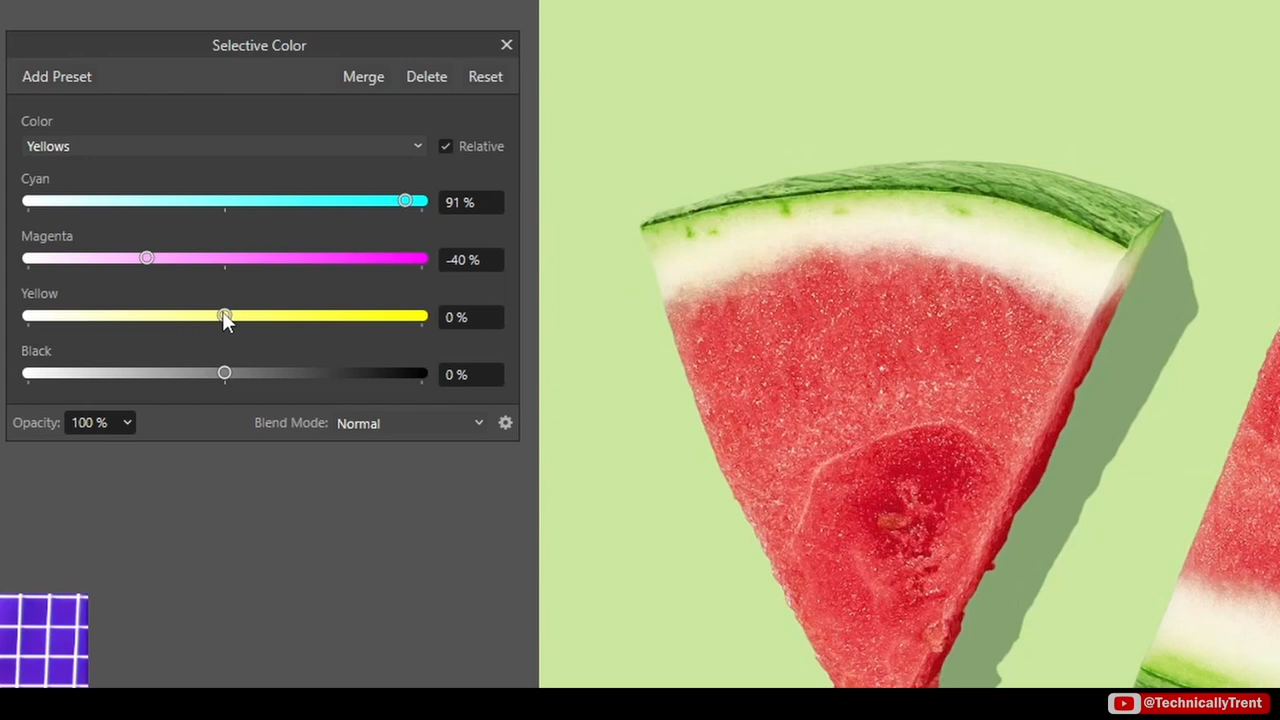 Selective Color
Add Preset Merge Delete Reset
Color
Yellows Relative
Cyan
91 %
Magenta
-40 %
Yellow
0 %
Black
0 %
Opacity: 100 % Blend Mode: Normal
@TechnicallyTrent